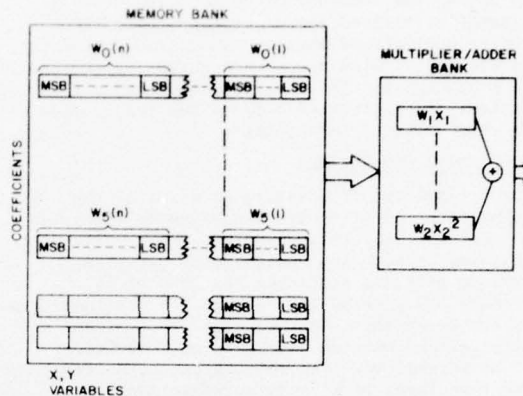 MEMORY BANK
W0(n) W0(1)
MSB LSB MSB LSB
MULTIPLIER/ADDER
BANK
W1X1
+
W2X2²
COEFFICIENTS
W5(n) W5(1)
MSB LSB MSB LSB
MSB LSB
MSB LSB
X, Y
VARIABLES